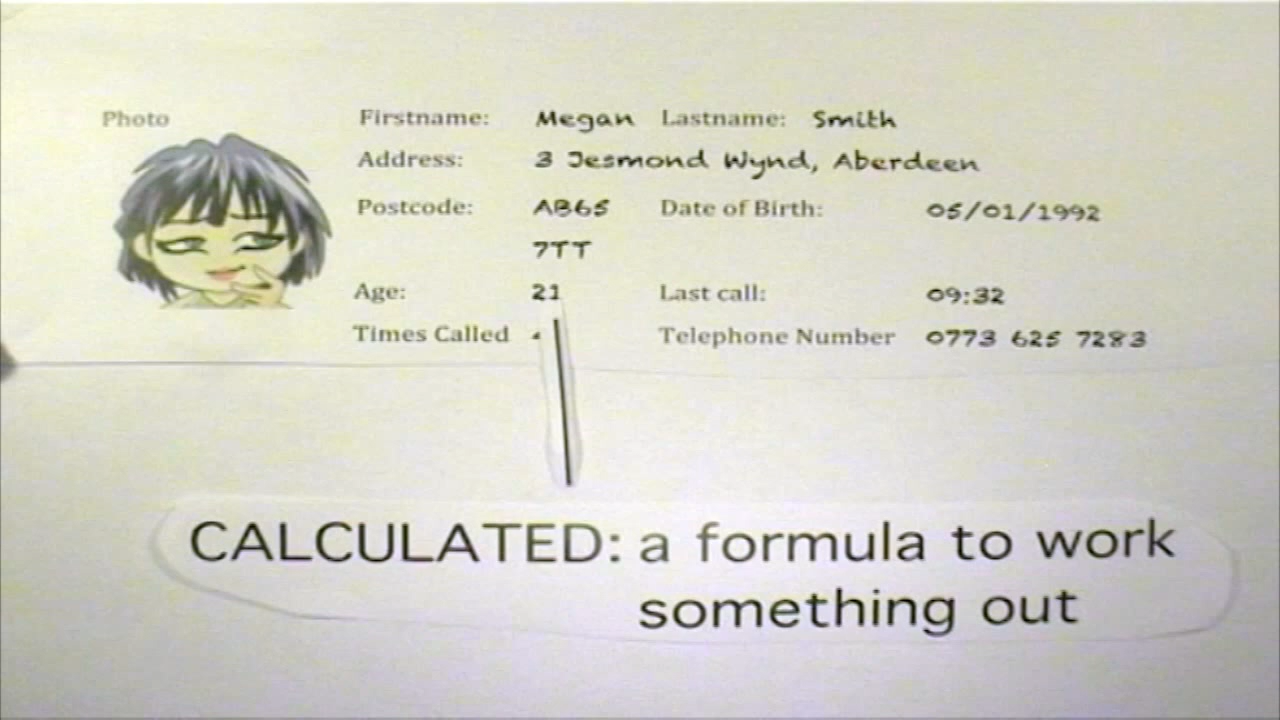 Photo
Firstname: Megan Lastname: Smith
Address: 3 Jesmond Wynd, Aberdeen
Postcode: AB65 Date of Birth: 05/01/1992
7TT
Age: 21 Last call: 09:32
Times Called Telephone Number 0773 625 7283
CALCULATED: a formula to work
something out